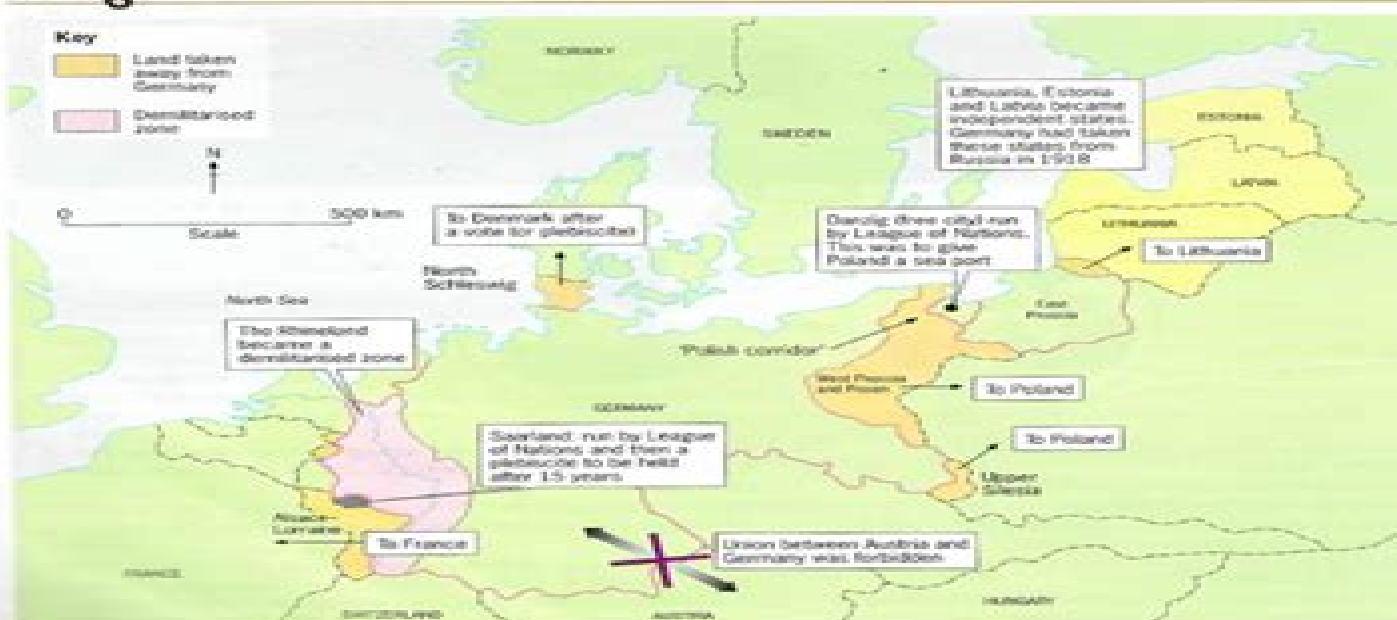 Key
Land taken
away from
Germany
Demilitarised
zone
N
0 500 km
Scale
NORWAY
SWEDEN
Lithuania, Estonia
and Latvia became
independent states.
Germany had taken
these states from
Russia in 1918
ESTONIA
LATVIA
LITHUANIA
To Lithuania
To Denmark after
a vote (or plebiscite)
Danzig (free city) run
by League of Nations.
This was to give
Poland a sea port
North
Schleswig
North Sea
East
Prussia
The Rhineland
became a
demilitarised zone
'Polish corridor'
West Prussia
and Posen
To Poland
GERMANY
Saarland run by League
of Nations and then a
plebiscite to be held
after 15 years
To Poland
Upper
Silesia
Alsace-
Lorraine
To France
Union between Austria and
Germany was forbidden
FRANCE
SWITZERLAND
AUSTRIA
HUNGARY